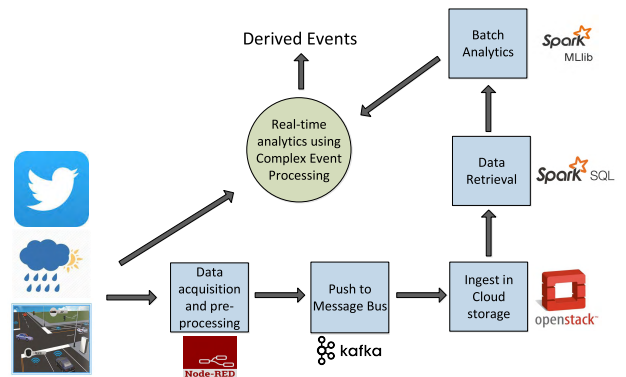 Derived Events
Batch
Analytics
Spark
MLlib
Real-time
analytics using
Complex Event
Processing
Data
Retrieval
Spark SQL
Data
acquisition
and pre-
processing
Node-RED
Push to
Message Bus
kafka
Ingest in
Cloud
storage
openstack™